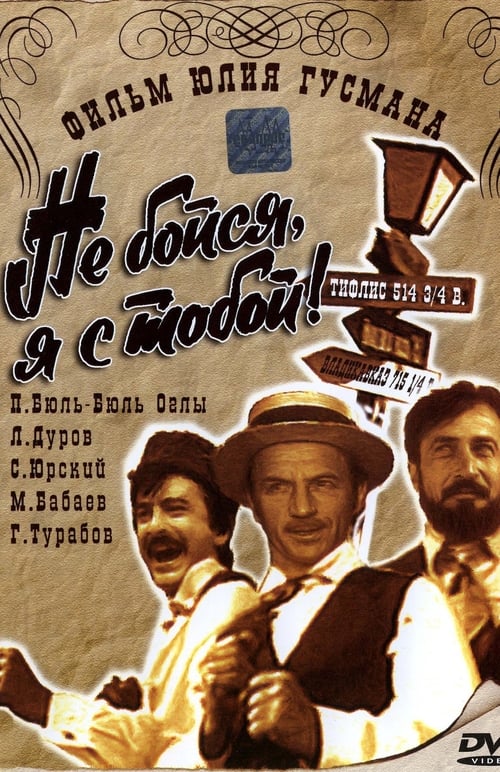 ФИЛЬМ ЮЛИЯ ГУСМАНА
Не бойся,
я с тобой!
ТИФЛИС 514 3/4 В.
ВЛАДИКАВКАЗ 715 1/4
П.Бюль-Бюль Оглы
Л.Дуров
С.Юрский
М.Бабаев
Г.Турабов
VIDEO